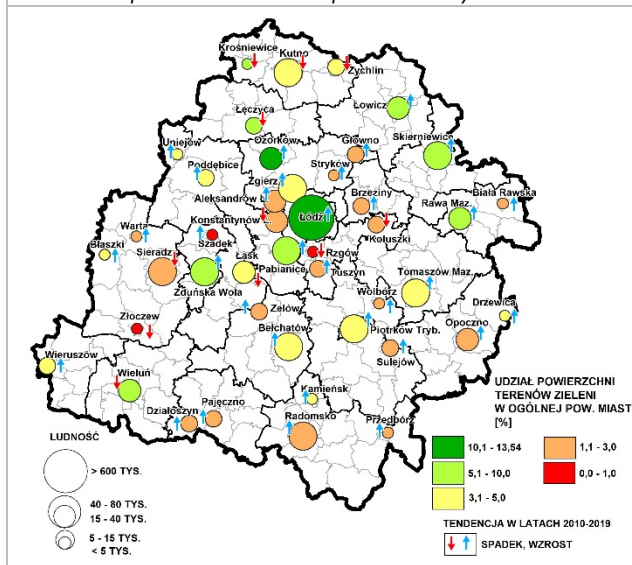 Krośniewice
Kutno
Żychlin
Łęczyca
Łowicz
Uniejów
Ozorków
Główno
Skierniewice
Poddębice
Stryków
Zgierz
Aleksandrów Ł.
Brzeziny
Rawa Maz.
Biała Rawska
Warta
Konstantynów Ł.
Łódź
Koluszki
Błaszki
Sieradz
Szadek
Łask
Pabianice
Rzgów
Tuszyn
Zduńska Wola
Tomaszów Maz.
Złoczew
Zelów
Wolbórz
Drzewica
Bełchatów
Piotrków Tryb.
Opoczno
Sulejów
Wieruszów
Wieluń
Kamieńsk
Działoszyn
Pajęczno
Radomsko
Przedbórz
LUDNOŚĆ
> 600 TYS.
40 - 80 TYS.
15 - 40 TYS.
5 - 15 TYS.
< 5 TYS.
UDZIAŁ POWIERZCHNI
TERENÓW ZIELENI
W OGÓLNEJ POW. MIAST
[%]
10,1 - 13,54
5,1 - 10,0
3,1 - 5,0
1,1 - 3,0
0,0 - 1,0
TENDENCJA W LATACH 2010-2019
SPADEK, WZROST